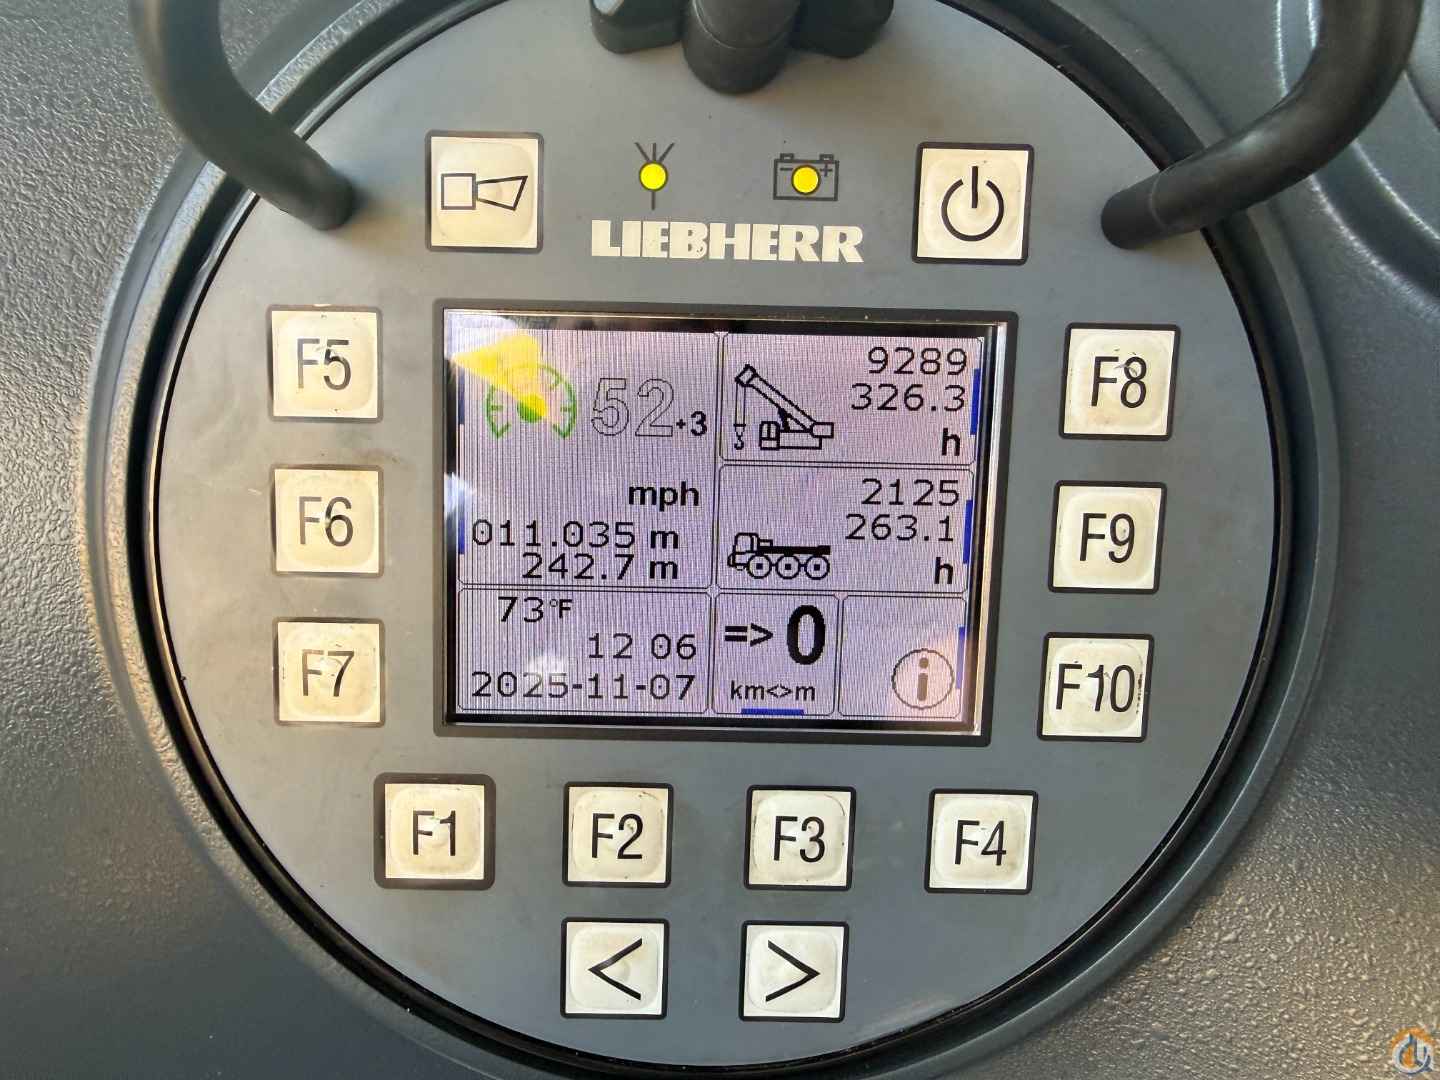 LIEBHERR
F5
F6
F7
F8
F9
F10
52+3
mph
011.035 m
242.7 m
9289
326.3
h
2125
263.1
h
73°F
12 06
2025-11-07
=> 0
km<>m
i
F1
F2
F3
F4
< >